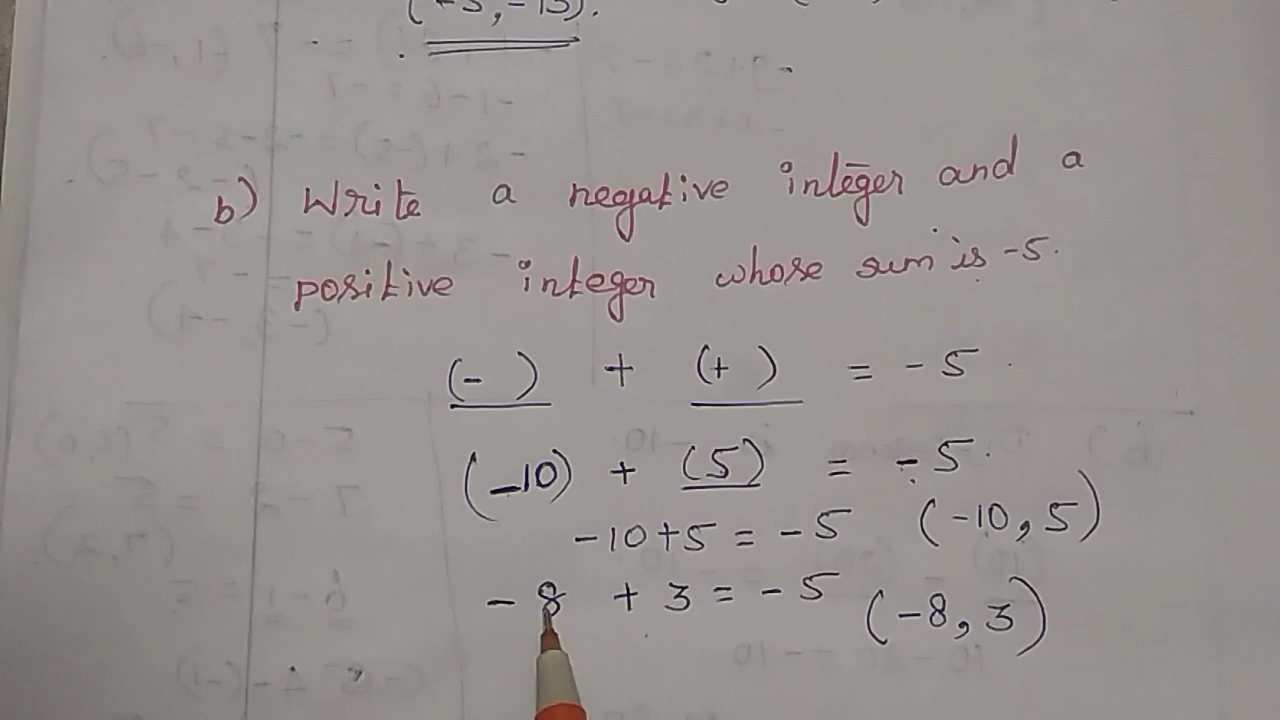 b) Write a negative integer and a
positive integer whose sum is -5.
(- ) + (+ ) = -5.
(-10) + (5) = -5.
-10+5 = -5 (-10, 5)
-8 + 3 = -5 (-8, 3)